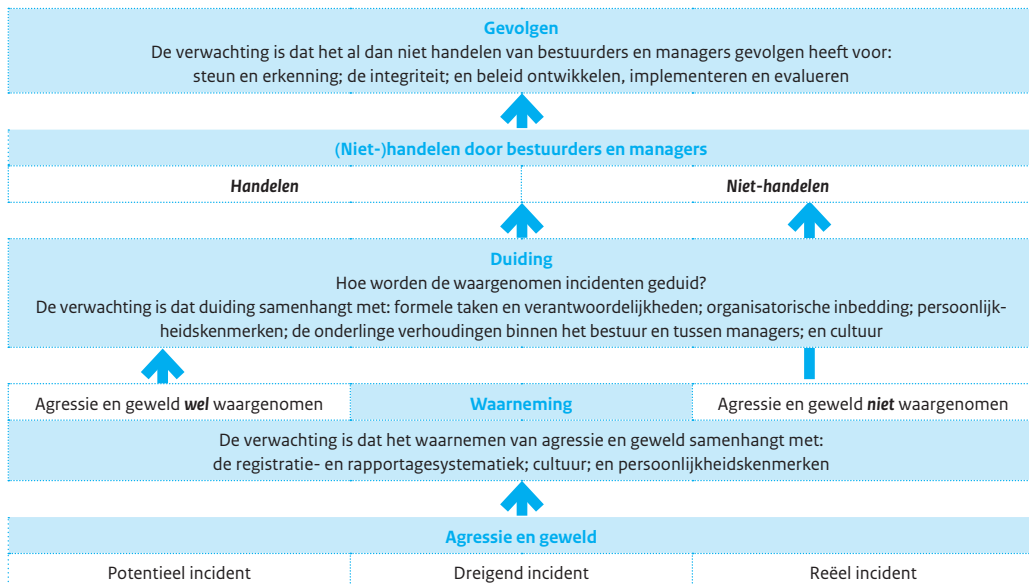 Gevolgen
De verwachting is dat het al dan niet handelen van bestuurders en managers gevolgen heeft voor:
steun en erkenning; de integriteit; en beleid ontwikkelen, implementeren en evalueren
(Niet-)handelen door bestuurders en managers
Handelen
Niet-handelen
Duiding
Hoe worden de waargenomen incidenten geduid?
De verwachting is dat duiding samenhangt met: formele taken en verantwoordelijkheden; organisatorische inbedding; persoonlijk-
heidskenmerken; de onderlinge verhoudingen binnen het bestuur en tussen managers; en cultuur
Agressie en geweld wel waargenomen
Waarneming
Agressie en geweld niet waargenomen
De verwachting is dat het waarnemen van agressie en geweld samenhangt met:
de registratie- en rapportagesystematiek; cultuur; en persoonlijkheidskenmerken
Agressie en geweld
Potentieel incident
Dreigend incident
Reëel incident